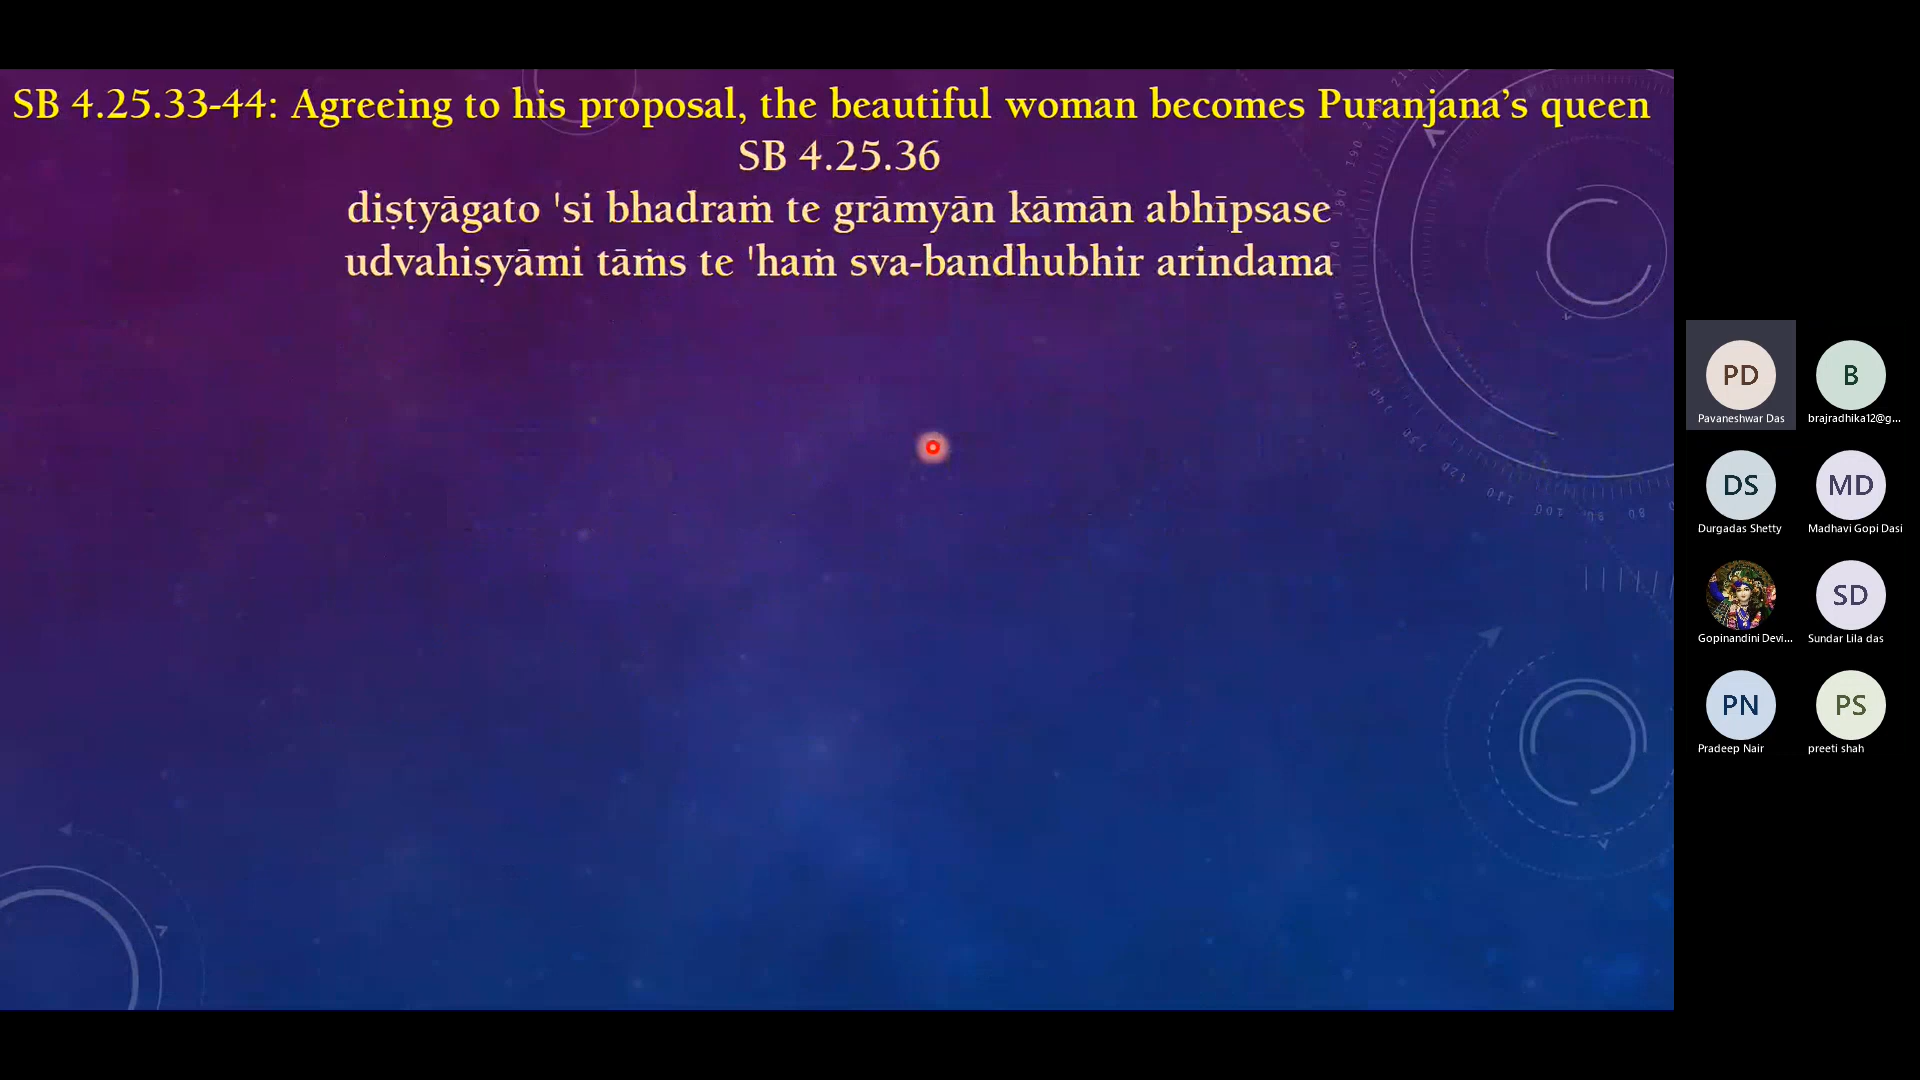 SB 4.25.33-44: Agreeing to his proposal, the beautiful woman becomes Puranjana’s queen
SB 4.25.36
diṣṭyāgato 'si bhadraṁ te grāmyān kāmān abhīpsase
udvahiṣyāmi tāṁs te 'haṁ sva-bandhubhir arindama
PD
Pavaneshwar Das
B
brajradhika12@g...
DS
Durgadas Shetty
MD
Madhavi Gopi Dasi
Gopinandini Devi...
SD
Sundar Lila das
PN
Pradeep Nair
PS
preeti shah